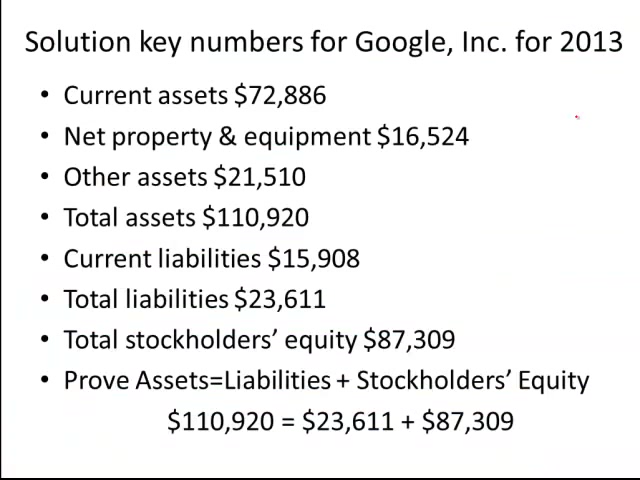 Solution key numbers for Google, Inc. for 2013
• Current assets $72,886
• Net property & equipment $16,524
• Other assets $21,510
• Total assets $110,920
• Current liabilities $15,908
• Total liabilities $23,611
• Total stockholders’ equity $87,309
• Prove Assets=Liabilities + Stockholders’ Equity
$110,920 = $23,611 + $87,309